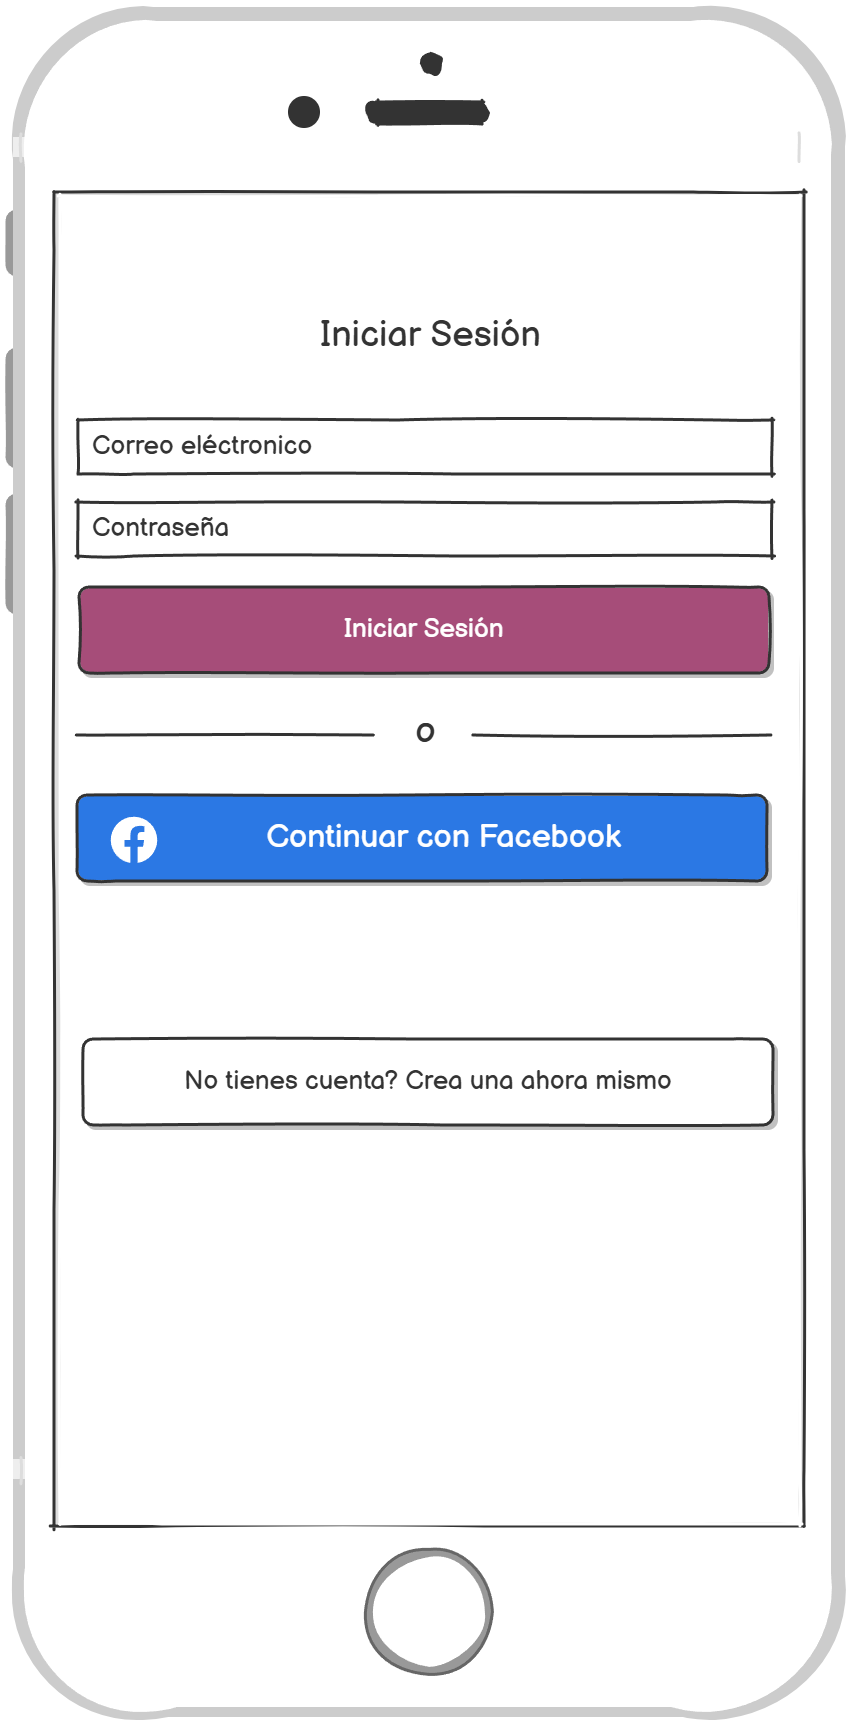 Iniciar Sesión
Correo eléctronico
Contraseña
Iniciar Sesión
O
Continuar con Facebook
No tienes cuenta? Crea una ahora mismo